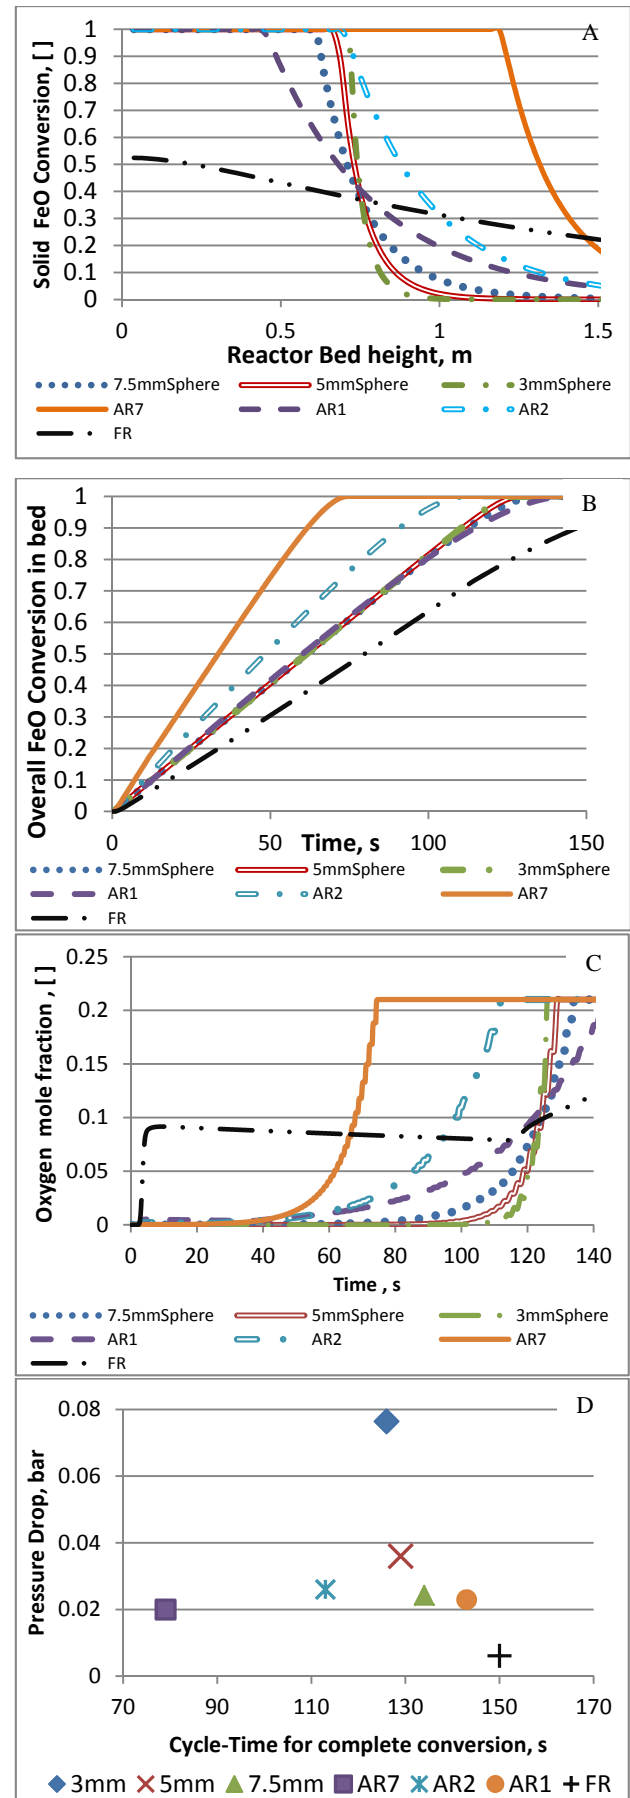 A
Solid FeO Conversion, [ ]
1
0.9
0.8
0.7
0.6
0.5
0.4
0.3
0.2
0.1
0
0 0.5 1 1.5
Reactor Bed height, m
7.5mmSphere 5mmSphere 3mmSphere
AR7 AR1 AR2
FR
B
Overall FeO Conversion in bed
1
0.9
0.8
0.7
0.6
0.5
0.4
0.3
0.2
0.1
0
0 50 100 150
Time, s
7.5mmSphere 5mmSphere 3mmSphere
AR1 AR2 AR7
FR
C
Oxygen mole fraction , [ ]
0.25
0.2
0.15
0.1
0.05
0
0 20 40 60 80 100 120 140
Time , s
7.5mmSphere 5mmSphere 3mmSphere
AR1 AR2 AR7
FR
D
Pressure Drop, bar
0.08
0.06
0.04
0.02
0
70 90 110 130 150 170
Cycle-Time for complete conversion, s
3mm 5mm 7.5mm AR7 AR2 AR1 FR